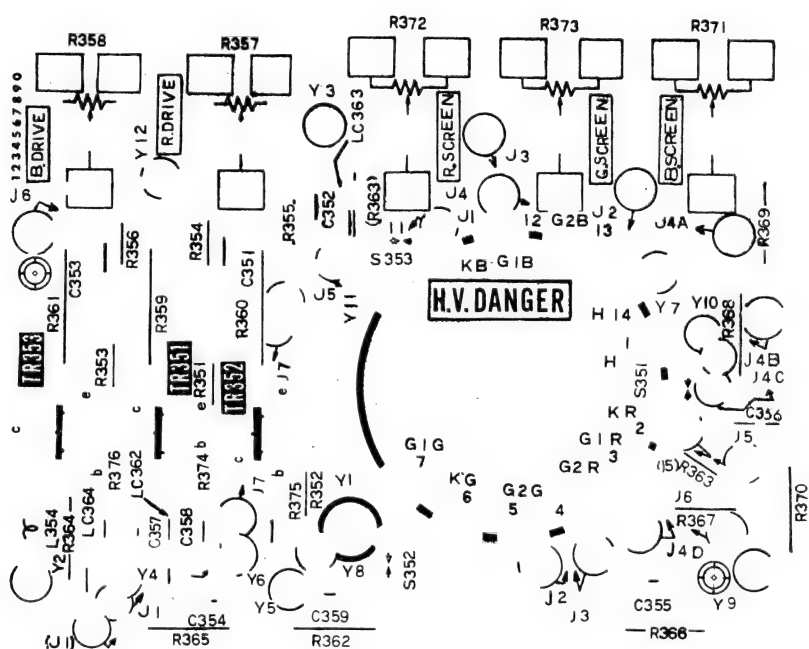 R358
R357
R372
R373
R371
1234567890
B.DRIVE
Y12
R.DRIVE
Y3
LC363
R.SCREEN
J3
G.SCREEN
B.SCREEN
J6
R356
R354
R355
C352
(R363)
J4
J1
11
S353
12
G2B
J2
13
J4A
R369
C353
R361
R359
C351
R360
J5
Y11
KB
G1B
H.V. DANGER
H 14
Y7
Y10
R368
TR353
R353
TR351
R351
TR352
J7
H
1
S351
J4B
J4C
e
c
e
c
e
KR
2
C356
G1R
3
J5
c
b
R376
LC362
R374
b
c
J7
b
R375
R352
Y1
G1G
7
KG
6
G2G
5
4
G2R
(15)
R363
J6
R367
R370
L354
LC364
R364
Y2
C357
C358
Y4
Y6
Y5
Y8
S352
J4D
J1
J1
C354
R365
C359
R362
J2
J3
C355
R366
Y9